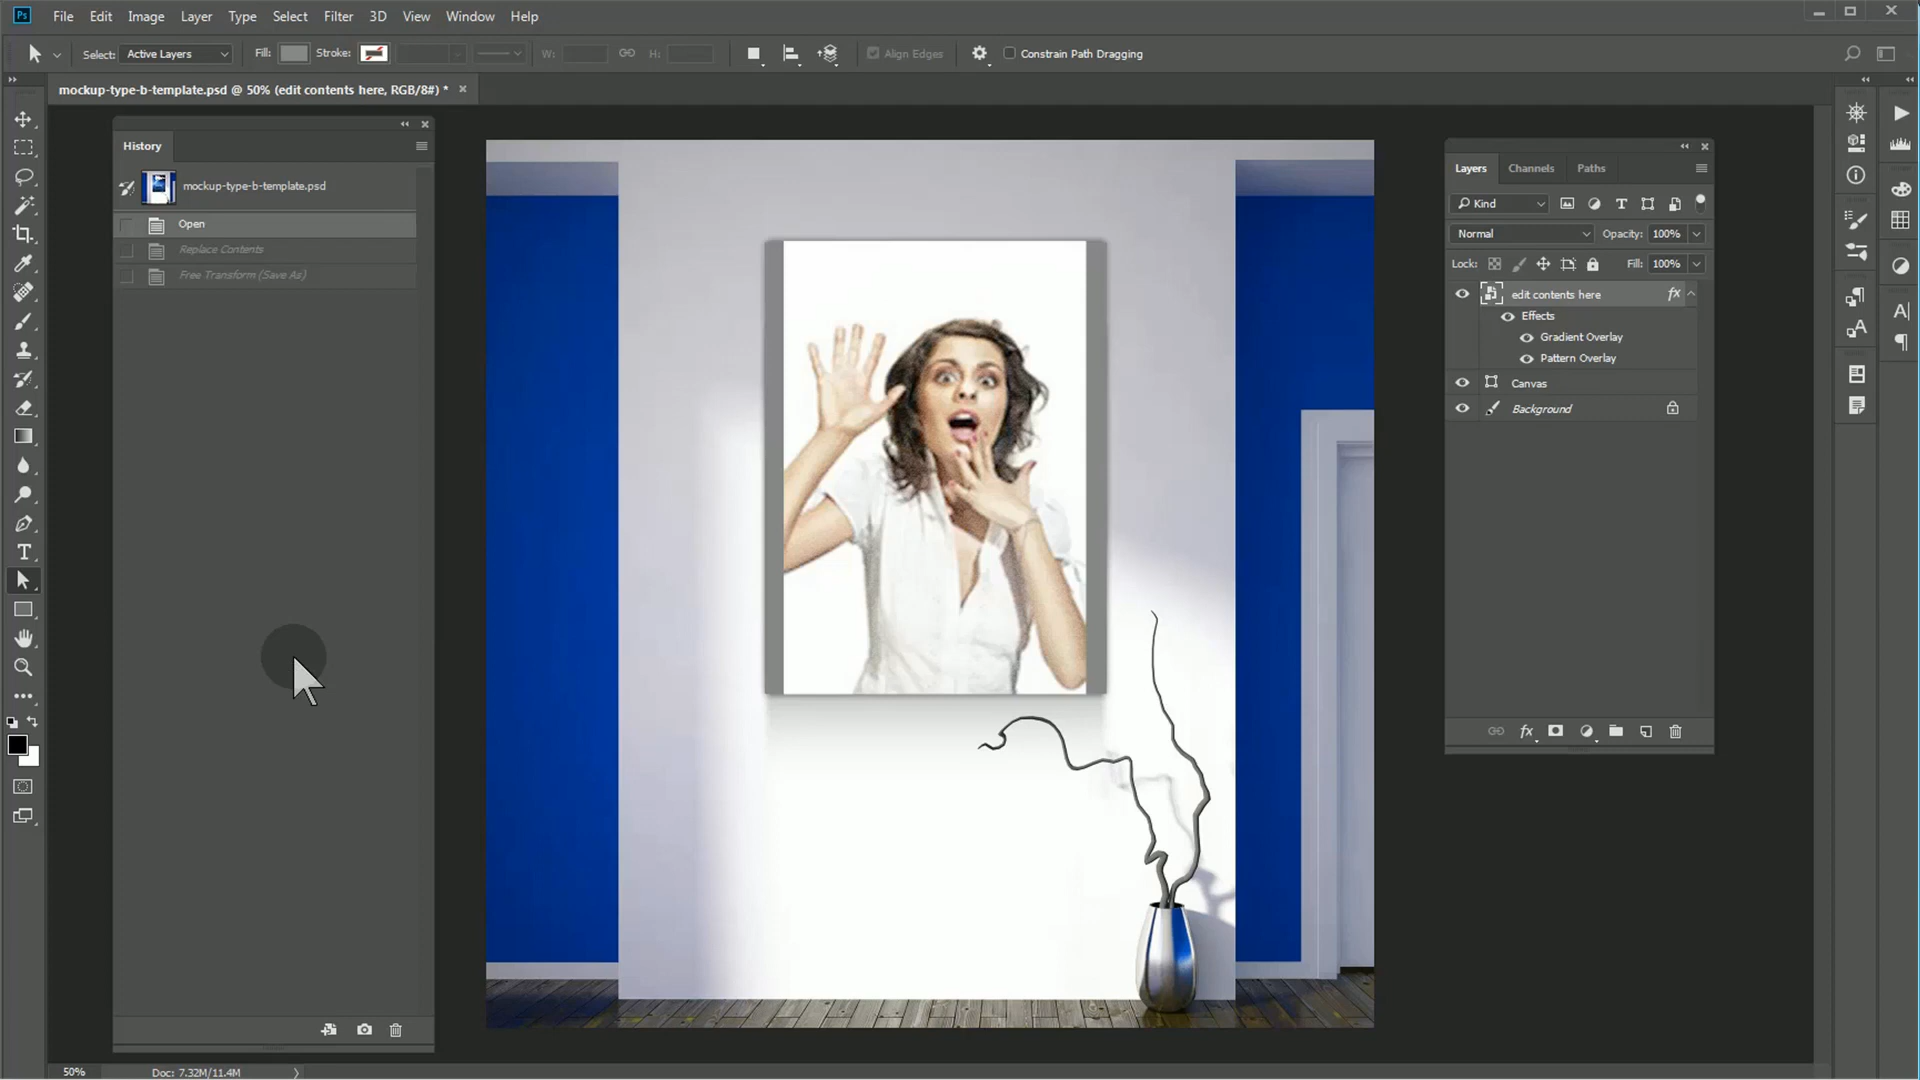 Ps File Edit Image Layer Type Select Filter 3D View Window Help
Select: Active Layers Fill: Stroke: W: H: Align Edges Constrain Path Dragging
mockup-type-b-template.psd @ 50% (edit contents here, RGB/8#) *
History
mockup-type-b-template.psd
Open
Replace Contents
Free Transform (Save As)
Layers Channels Paths
Kind
Normal Opacity: 100%
Lock: Fill: 100%
edit contents here fx
Effects
Gradient Overlay
Pattern Overlay
Canvas
Background
fx
50% Doc: 7.32M/11.4M